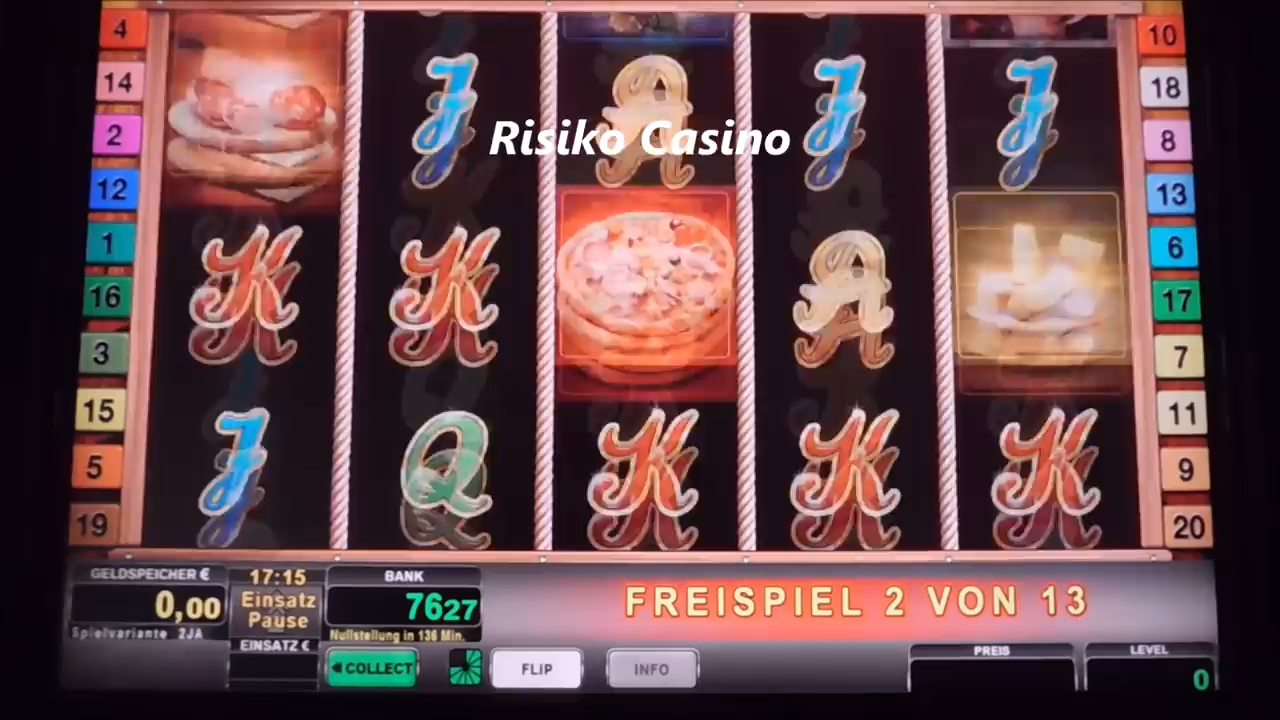 4
10
14
18
2
8
Risiko Casino
12
13
1
6
16
17
3
7
15
11
5
9
19
20
J A J J
K K A
J Q K K K
GELDSPEICHER €
0,00
Spielvariante 2JA
17:15
Einsatz
Pause
EINSATZ €
BANK
7627
Nullstellung in 136 Min.
FREISPIEL 2 VON 13
COLLECT
FLIP
INFO
PREIS
LEVEL
0